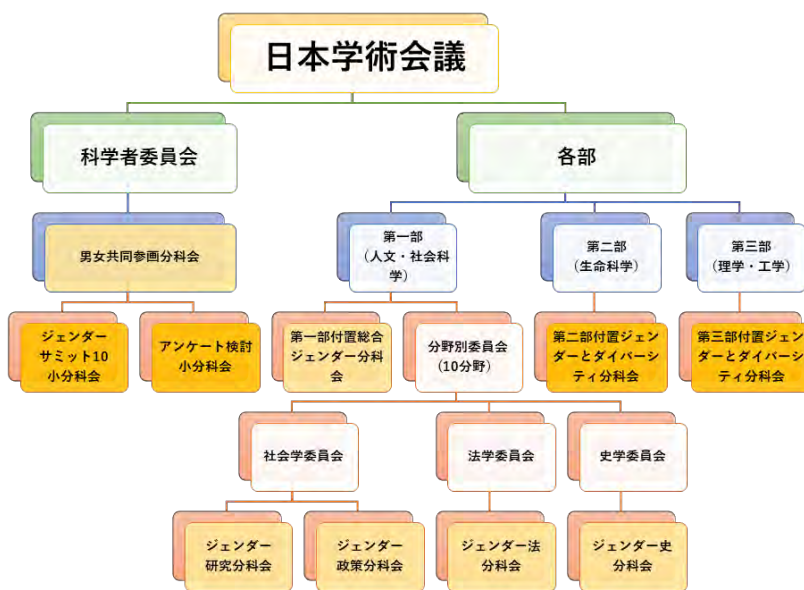 日本学術会議
科学者委員会
各部
男女共同参画分科会
第一部
（人文・社会科
学）
第二部
（生命科学）
第三部
（理学・工学）
ジェンダー
サミット10
小分科会
アンケート検討
小分科会
第一部付置総合
ジェンダー分科
会
分野別委員会
（10分野）
第二部付置ジェン
ダーとダイバーシ
ティ分科会
第三部付置ジェン
ダーとダイバーシ
ティ分科会
社会学委員会
法学委員会
史学委員会
ジェンダー
研究分科会
ジェンダー
政策分科会
ジェンダー法
分科会
ジェンダー史
分科会